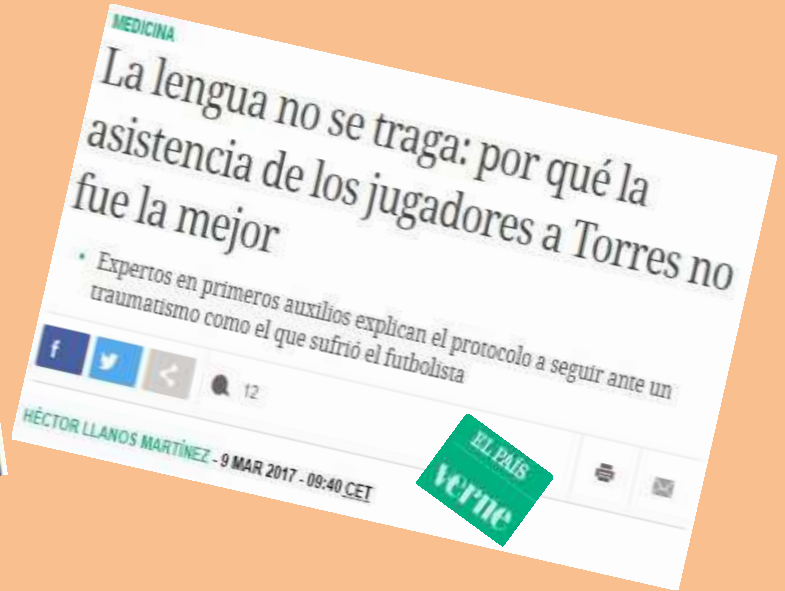 MEDICINA
La lengua no se traga: por qué la
asistencia de los jugadores a Torres no
fue la mejor
• Expertos en primeros auxilios explican el protocolo a seguir ante un
traumatismo como el que sufrió el futbolista
f
12
HÉCTOR LLANOS MARTÍNEZ - 9 MAR 2017 - 09:40 CET
EL PAÍS
verne